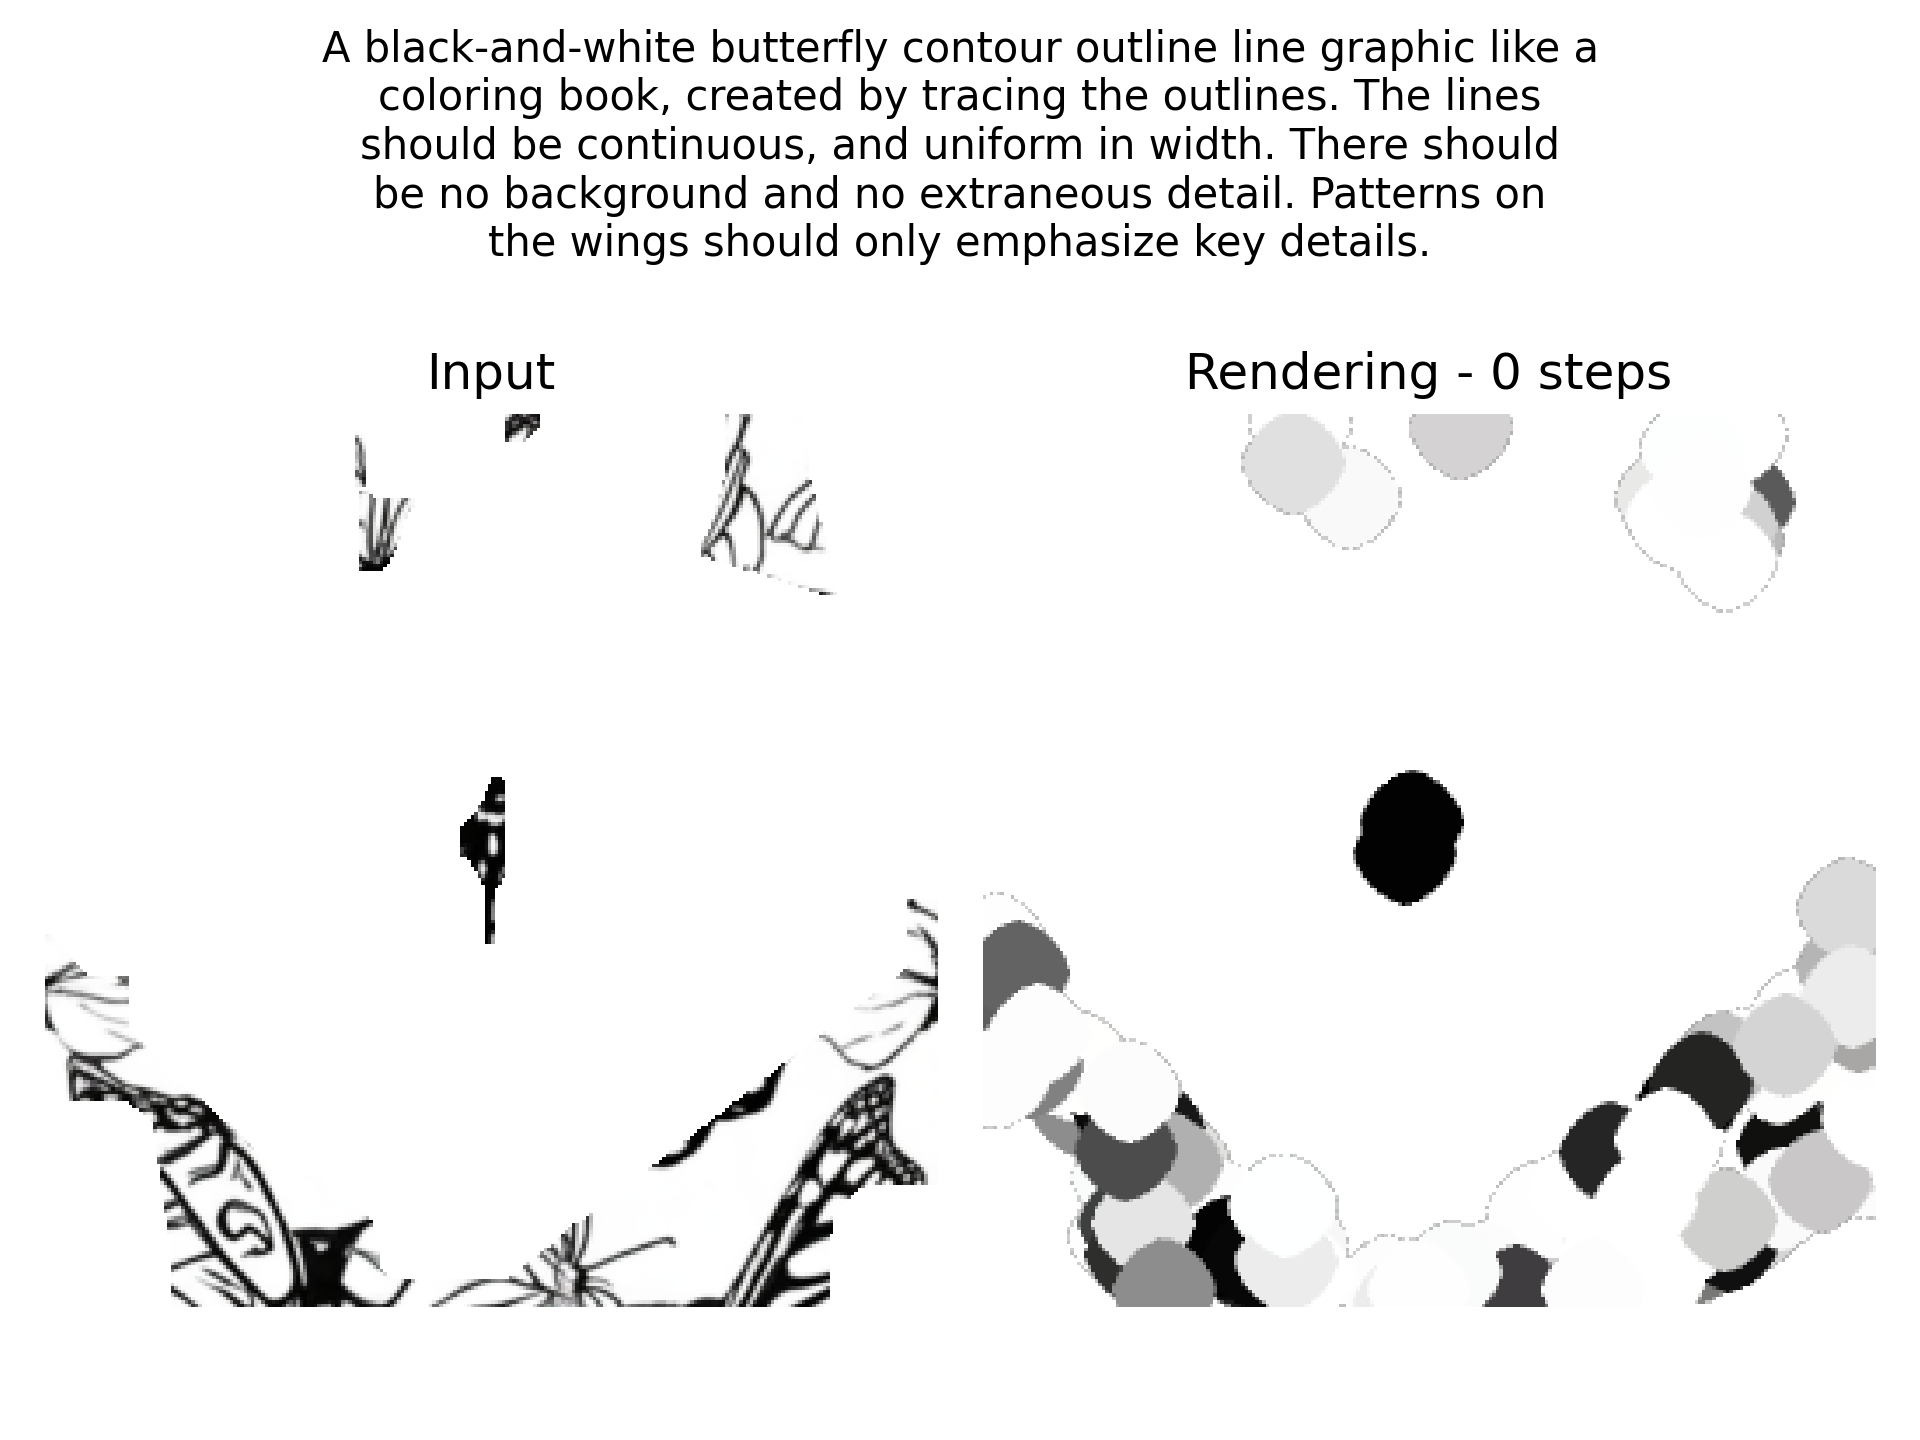 A black-and-white butterfly contour outline line graphic like a
coloring book, created by tracing the outlines. The lines
should be continuous, and uniform in width. There should
be no background and no extraneous detail. Patterns on
the wings should only emphasize key details.
Input
Rendering - 0 steps